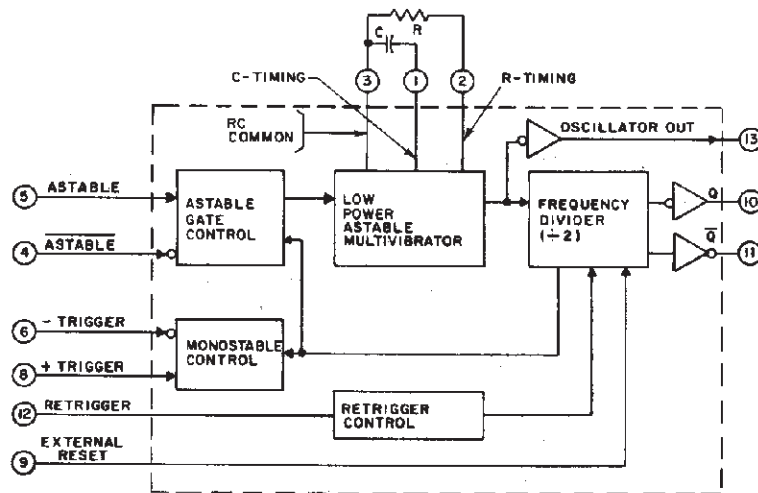 R
C
3
1
2
C-TIMING
R-TIMING
RC
COMMON
OSCILLATOR OUT
13
5
ASTABLE
ASTABLE
GATE
CONTROL
LOW
POWER
ASTABLE
MULTIVIBRATOR
FREQUENCY
DIVIDER
(÷2)
Q
10
4
A̅S̅T̅A̅B̅L̅E̅
Q̅
11
6
- TRIGGER
MONOSTABLE
CONTROL
8
+ TRIGGER
12
RETRIGGER
RETRIGGER
CONTROL
9
EXTERNAL
RESET